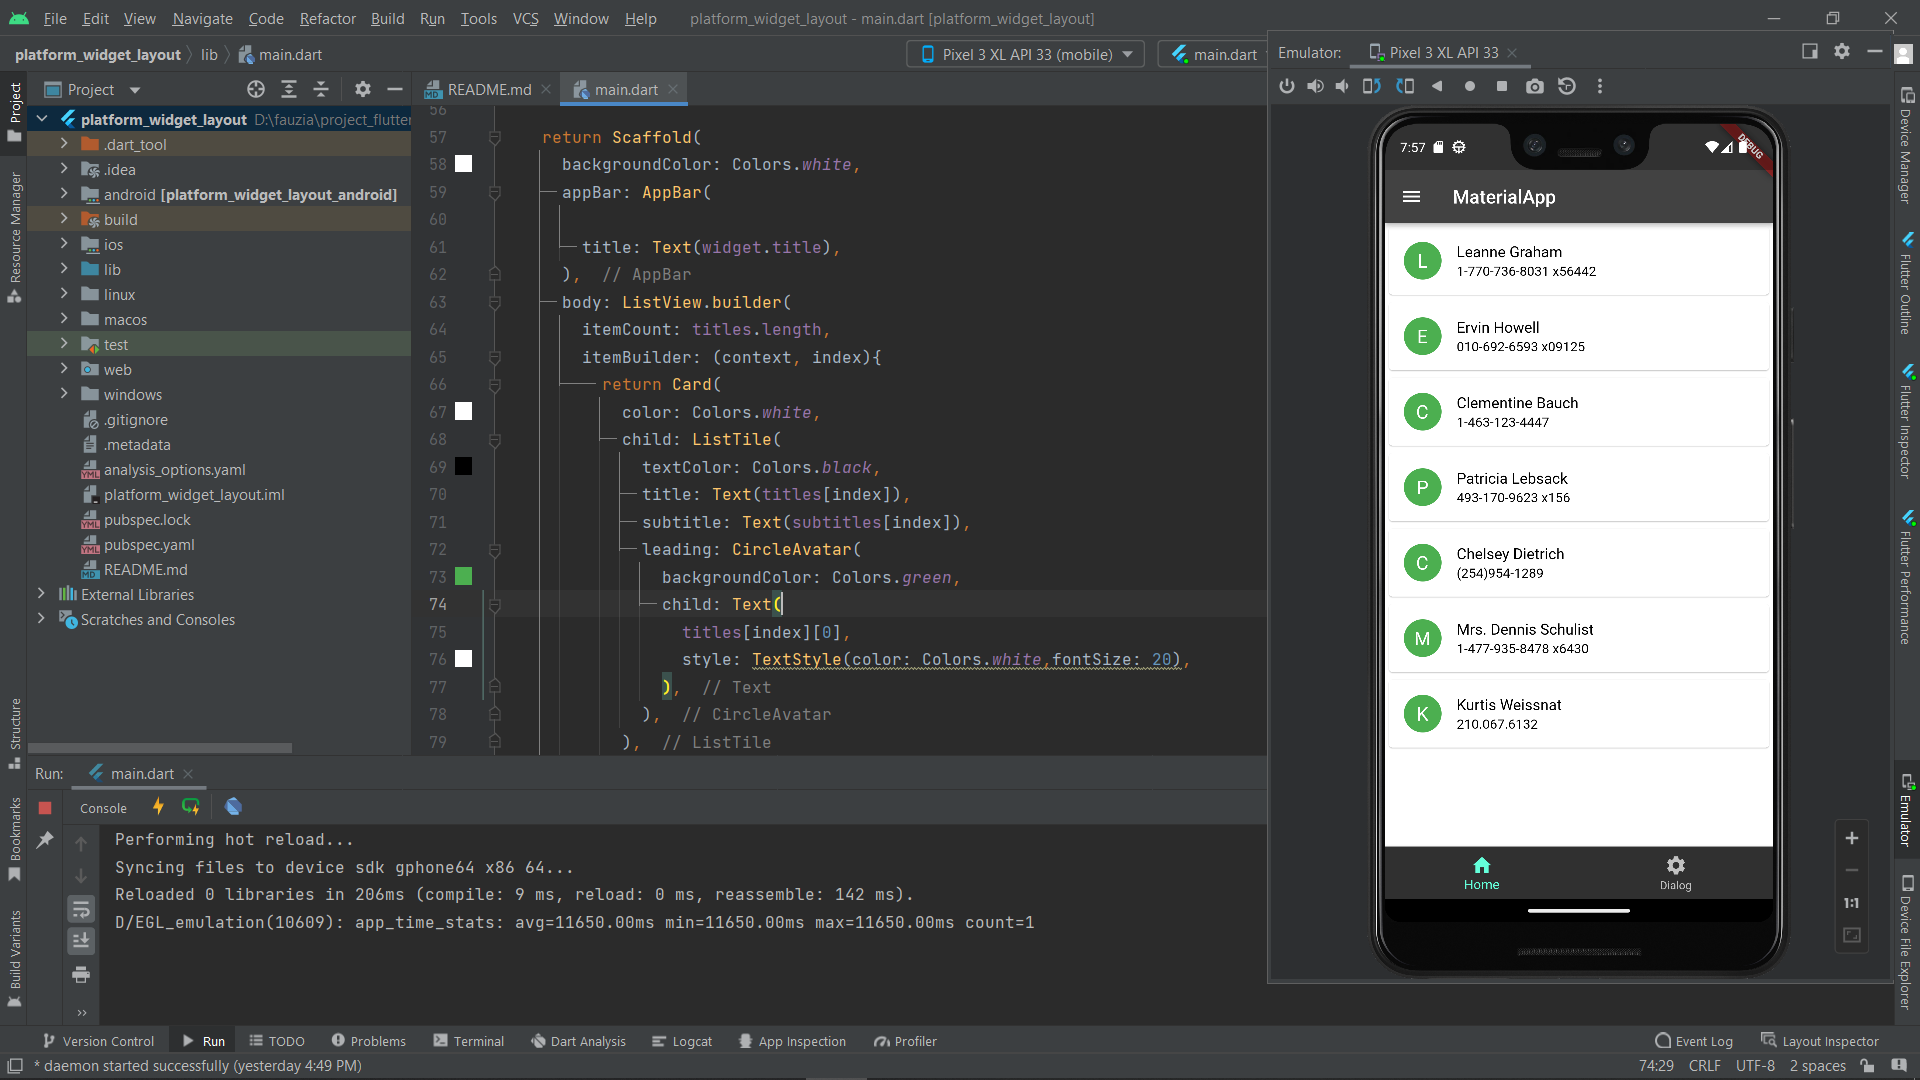 File Edit View Navigate Code Refactor Build Run Tools VCS Window Help platform_widget_layout - main.dart [platform_widget_layout]
platform_widget_layout lib main.dart
Pixel 3 XL API 33 (mobile) main.dart
Emulator: Pixel 3 XL API 33
Project
README.md main.dart
platform_widget_layout D:\fauzia\project_flutter
.dart_tool
.idea
android [platform_widget_layout_android]
build
ios
lib
linux
macos
test
web
windows
.gitignore
.metadata
analysis_options.yaml
platform_widget_layout.iml
pubspec.lock
pubspec.yaml
README.md
External Libraries
Scratches and Consoles
56
57 return Scaffold(
58 backgroundColor: Colors.white,
59 appBar: AppBar(
60
61 title: Text(widget.title),
62 ), // AppBar
63 body: ListView.builder(
64 itemCount: titles.length,
65 itemBuilder: (context, index){
66 return Card(
67 color: Colors.white,
68 child: ListTile(
69 textColor: Colors.black,
70 title: Text(titles[index]),
71 subtitle: Text(subtitles[index]),
72 leading: CircleAvatar(
73 backgroundColor: Colors.green,
74 child: Text(
75 titles[index][0],
76 style: TextStyle(color: Colors.white,fontSize: 20),
77 ), // Text
78 ), // CircleAvatar
79 ), // ListTile
7:57
DEBUG
MaterialApp
L Leanne Graham
1-770-736-8031 x56442
E Ervin Howell
010-692-6593 x09125
C Clementine Bauch
1-463-123-4447
P Patricia Lebsack
493-170-9623 x156
C Chelsey Dietrich
(254)954-1289
M Mrs. Dennis Schulist
1-477-935-8478 x6430
K Kurtis Weissnat
210.067.6132
Home Dialog
1:1
Project
Resource Manager
Structure
Bookmarks
Build Variants
Device Manager
Flutter Outline
Flutter Inspector
Flutter Performance
Emulator
Device File Explorer
Run: main.dart
Console
Performing hot reload...
Syncing files to device sdk gphone64 x86 64...
Reloaded 0 libraries in 206ms (compile: 9 ms, reload: 0 ms, reassemble: 142 ms).
D/EGL_emulation(10609): app_time_stats: avg=11650.00ms min=11650.00ms max=11650.00ms count=1
Version Control Run TODO Problems Terminal Dart Analysis Logcat App Inspection Profiler Event Log Layout Inspector
* daemon started successfully (yesterday 4:49 PM) 74:29 CRLF UTF-8 2 spaces